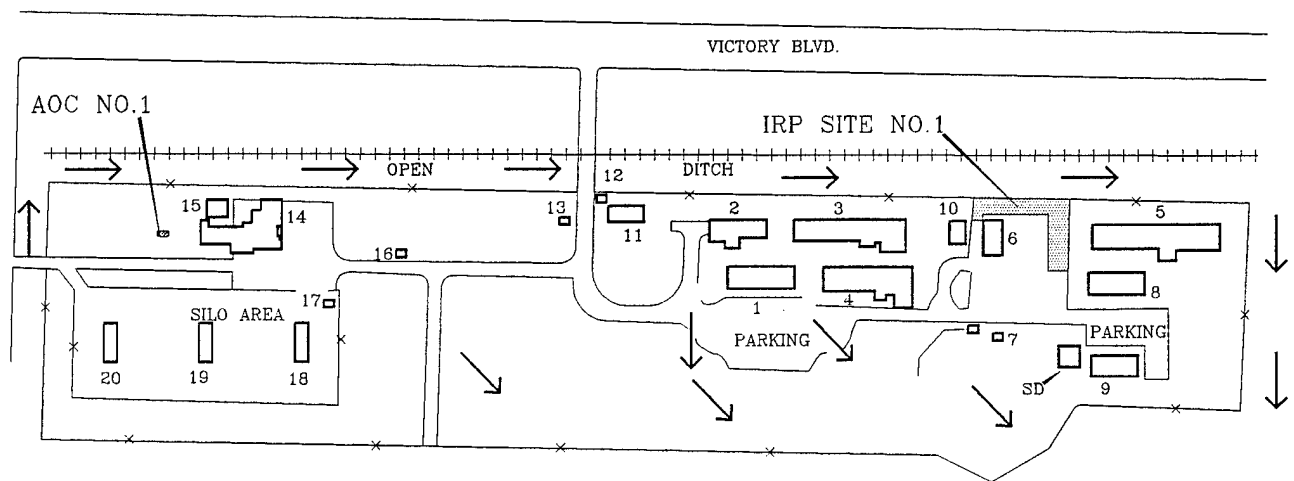 VICTORY BLVD.
AOC NO.1
IRP SITE NO.1
OPEN
DITCH
12
15
14
13
11
2
3
10
6
5
16
1
4
8
17
SILO AREA
PARKING
PARKING
7
20
19
18
SD
9